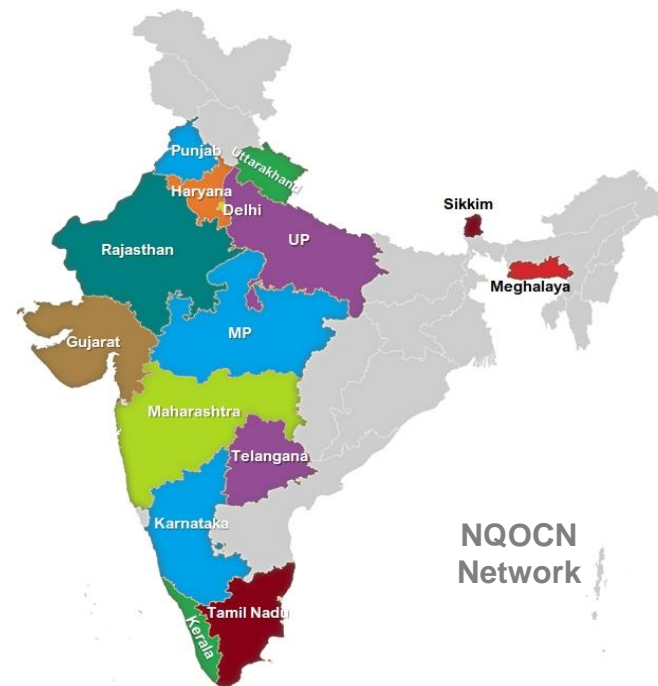 Punjab
Uttarakhand
Haryana
Delhi
Sikkim
UP
Rajasthan
Meghalaya
MP
Gujarat
Maharashtra
Telangana
Karnataka
NQOCN
Network
Tamil Nadu
Kerala